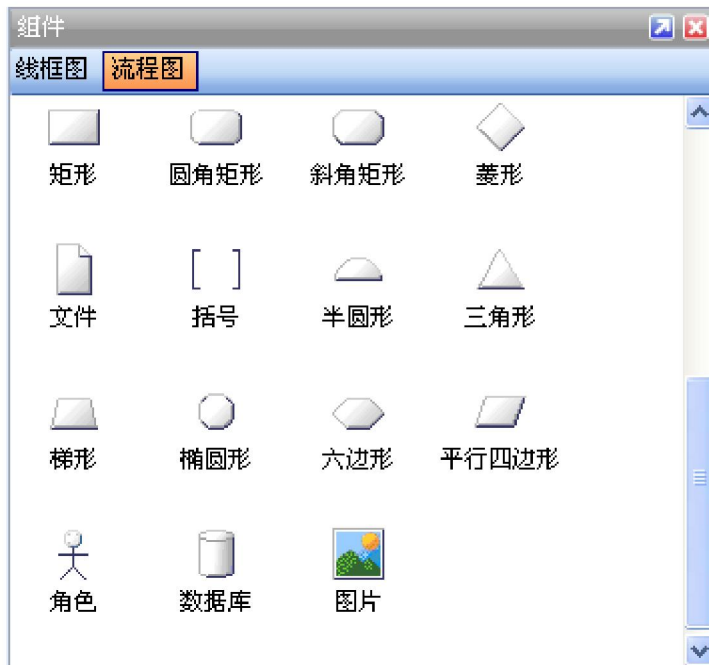 组件
线框图 流程图
矩形 圆角矩形 斜角矩形 菱形
文件 括号 半圆形 三角形
梯形 椭圆形 六边形 平行四边形
角色 数据库 图片